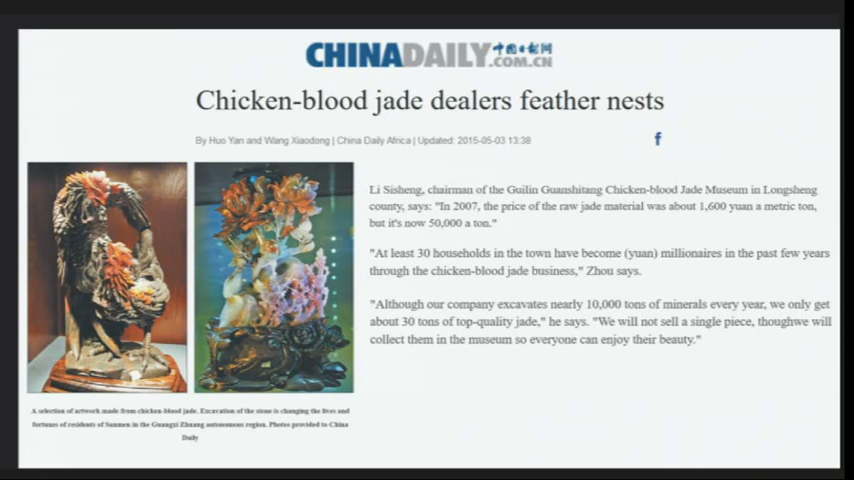 CHINADAILY 中国日报网
.COM.CN
Chicken-blood jade dealers feather nests
By Huo Yan and Wang Xiaodong | China Daily Africa | Updated: 2015-05-03 13:38
f
Li Sisheng, chairman of the Guilin Guanshitang Chicken-blood Jade Museum in Longsheng
county, says: "In 2007, the price of the raw jade material was about 1,600 yuan a metric ton,
but it's now 50,000 a ton."
"At least 30 households in the town have become (yuan) millionaires in the past few years
through the chicken-blood jade business," Zhou says.
"Although our company excavates nearly 10,000 tons of minerals every year, we only get
about 30 tons of top-quality jade," he says. "We will not sell a single piece, thoughwe will
collect them in the museum so everyone can enjoy their beauty."
A selection of artwork made from chicken-blood jade. Excavation of the stone is changing the lives and
fortunes of residents of Sanmen in the Guangxi Zhuang autonomous region. Photos provided to China
Daily